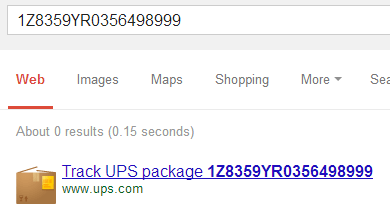 1Z8359YR0356498999
Web Images Maps Shopping More Sea
About 0 results (0.15 seconds)
Track UPS package 1Z8359YR0356498999
www.ups.com